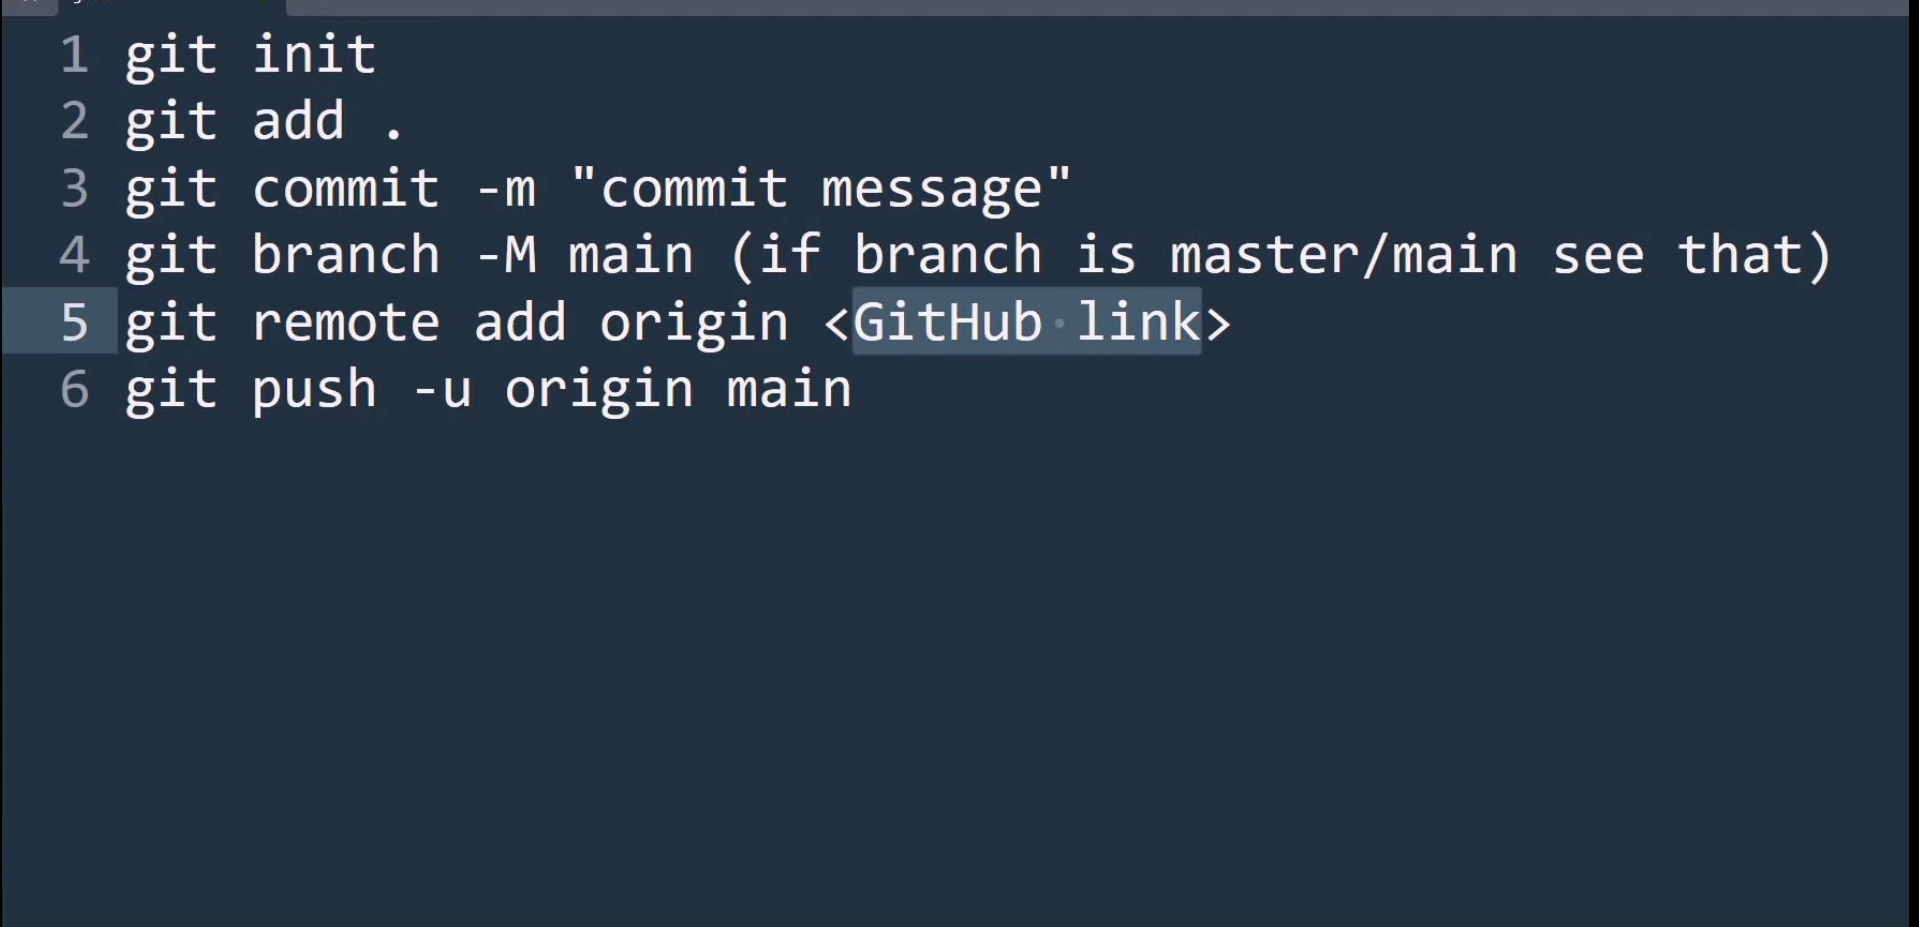 1 git init
2 git add .
3 git commit -m "commit message"
4 git branch -M main (if branch is master/main see that)
5 git remote add origin <GitHub link>
6 git push -u origin main